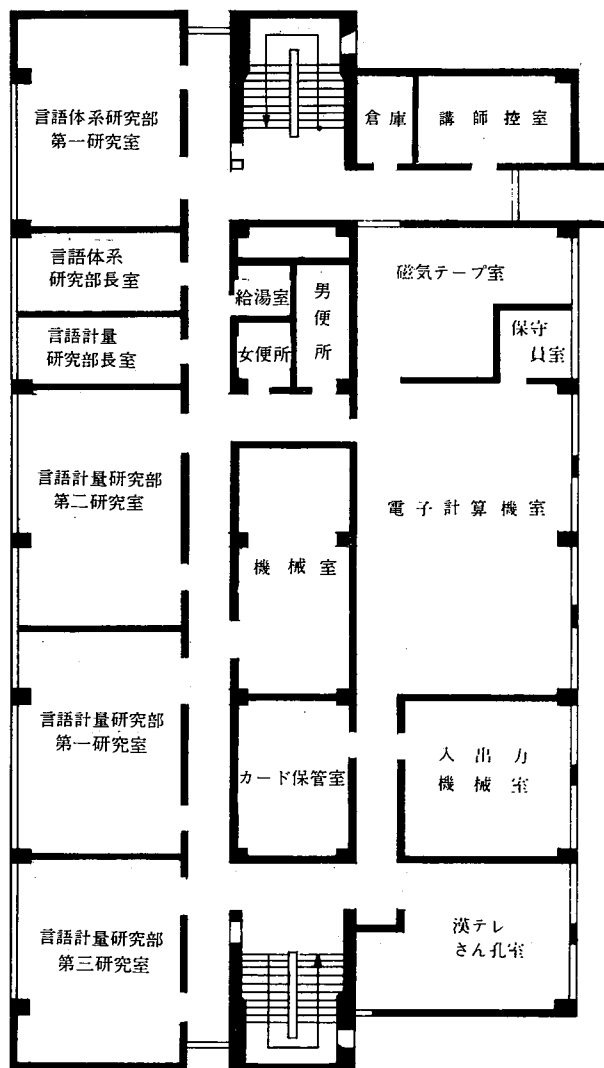 言語体系研究部
第一研究室
倉庫
講師控室
言語体系
研究部長室
磁気テープ室
給湯室
男便所
保守員室
言語計量
研究部長室
女便所
言語計量研究部
第二研究室
電子計算機室
機械室
言語計量研究部
第一研究室
カード保管室
入出力
機械室
言語計量研究部
第三研究室
漢テレ
さん孔室